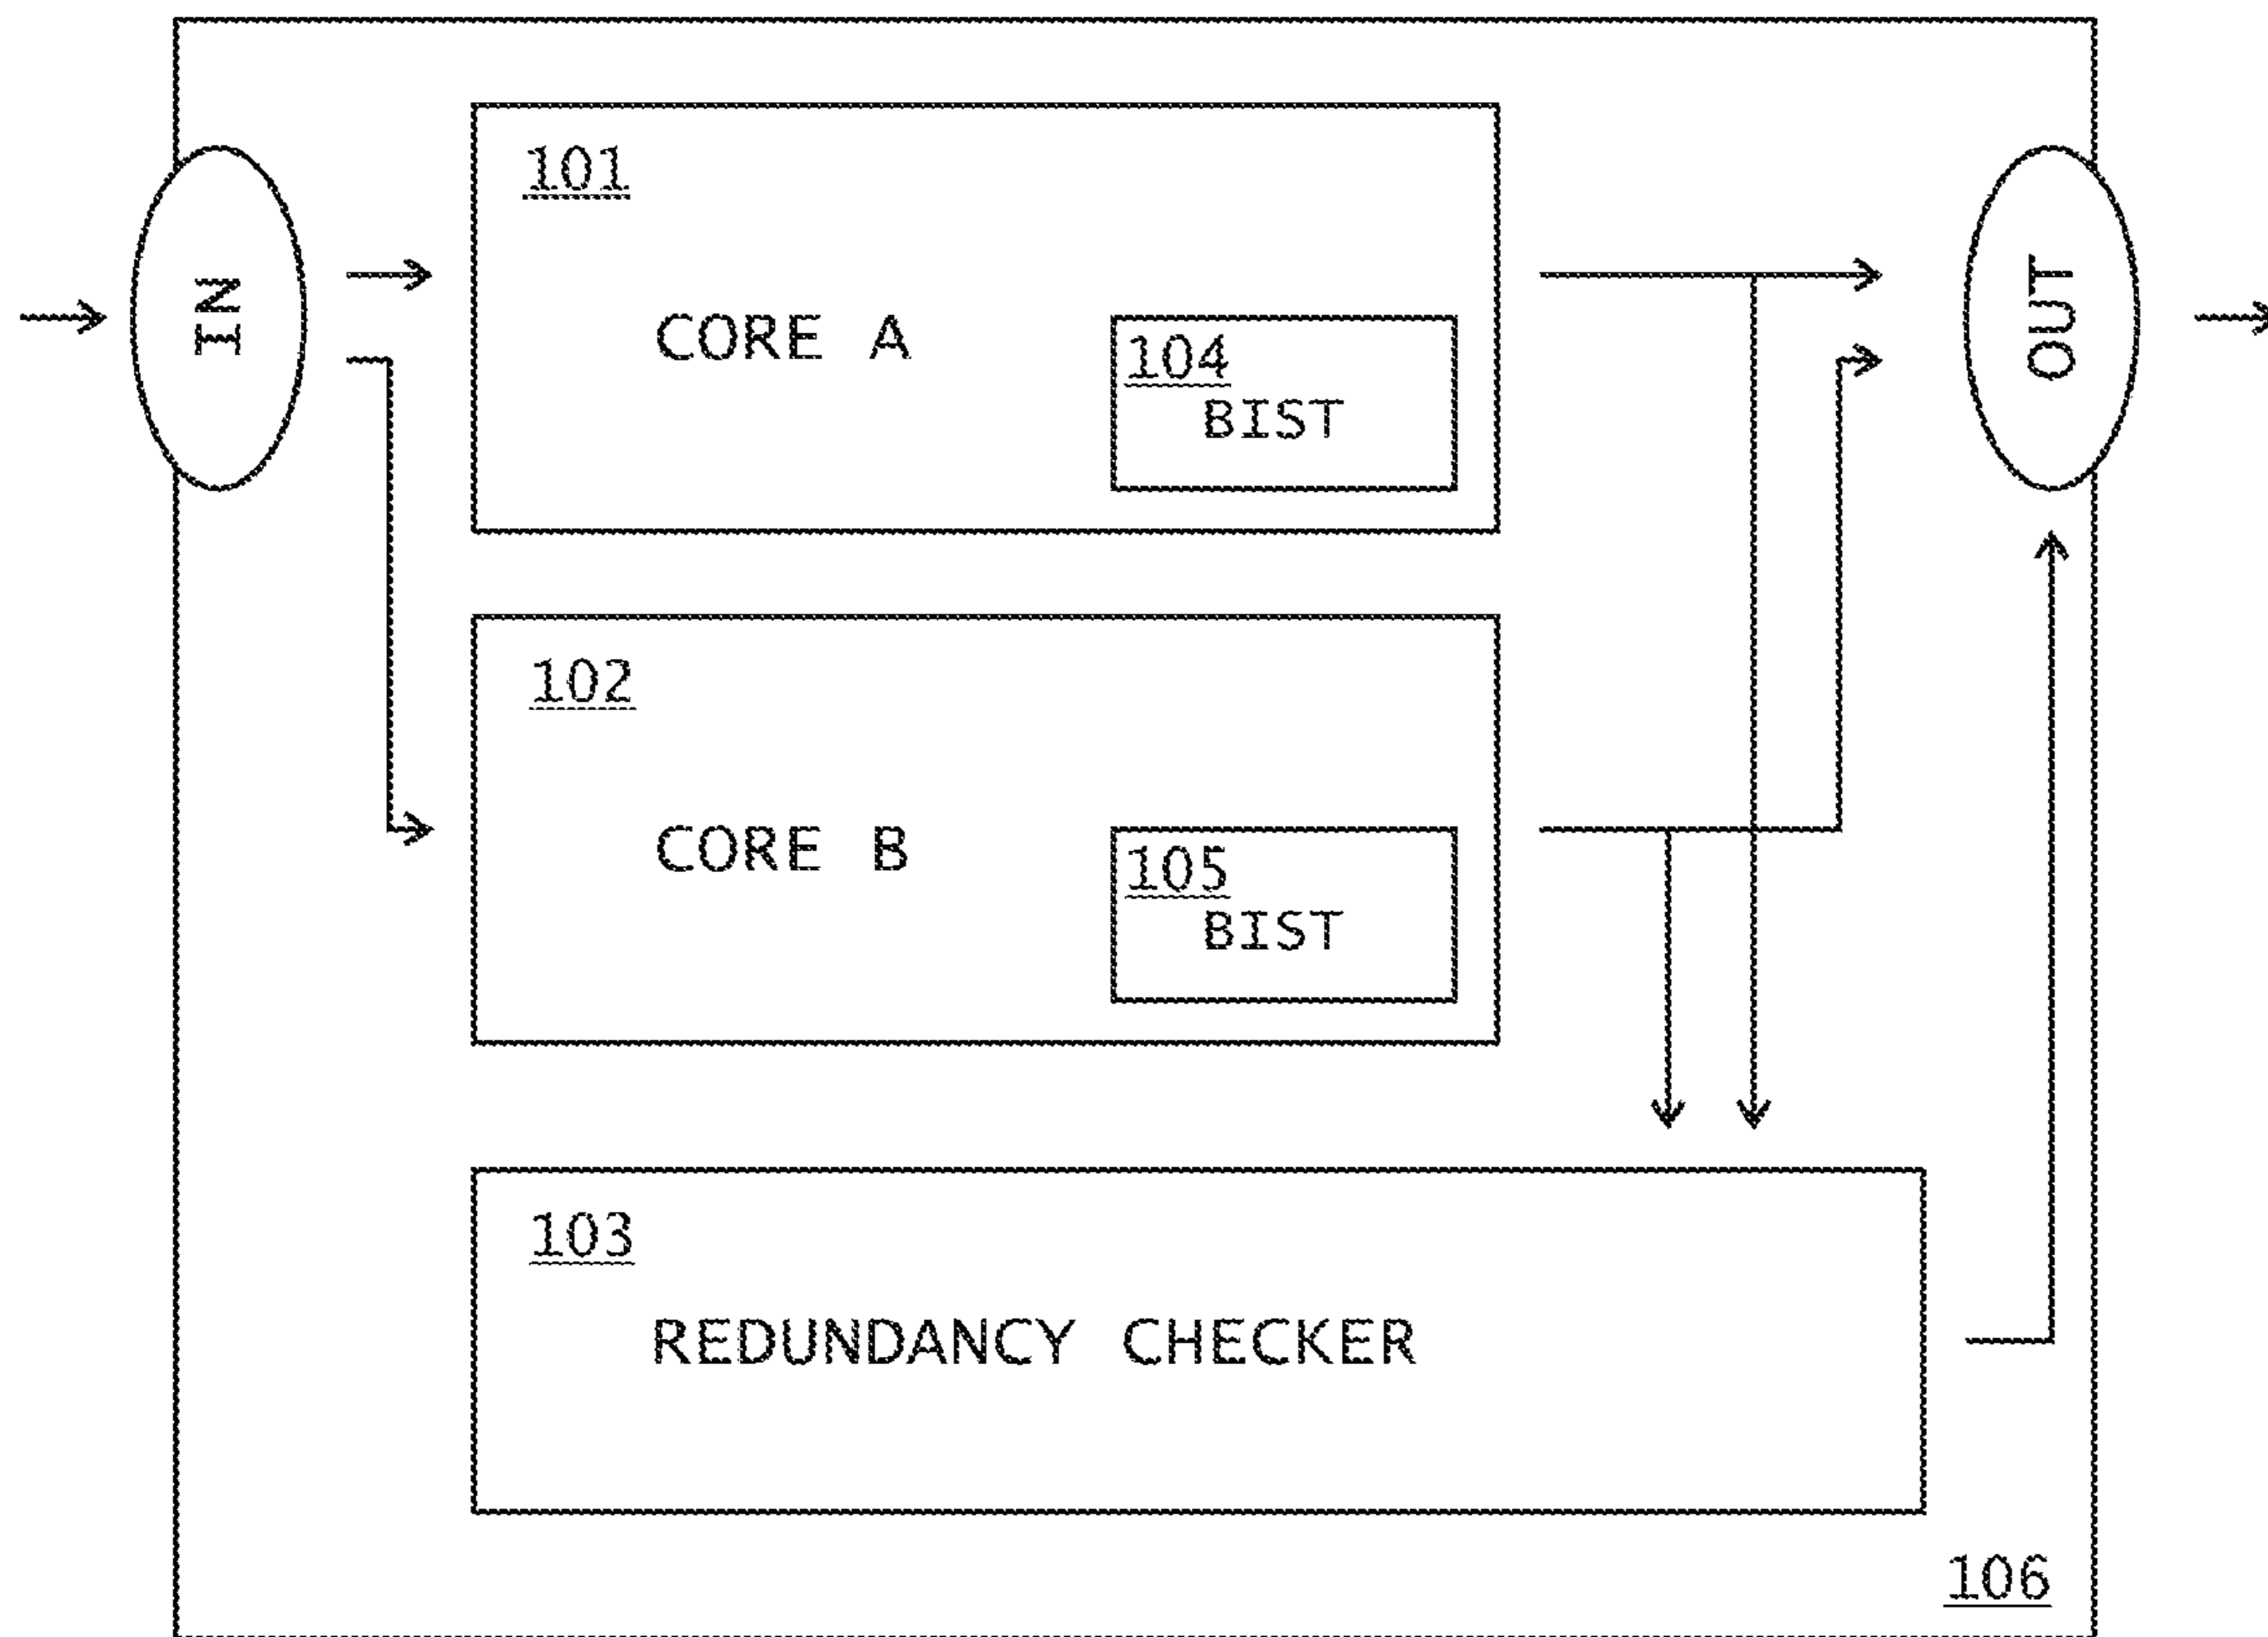 101
IN
CORE A
104
BIST
OUT
102
CORE B
105
BIST
103
REDUNDANCY CHECKER
106